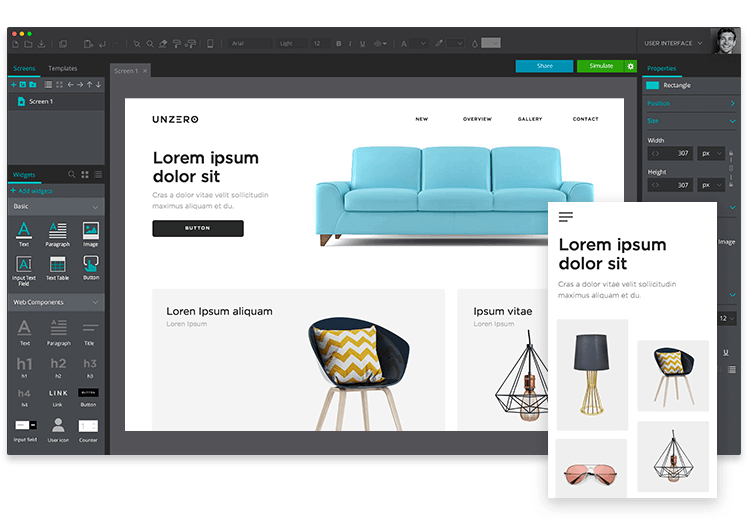 Arial
Light
12
B
I
U
A
USER INTERFACE
Screens
Templates
Screen 1
Share
Simulate
Properties
Screen 1
Rectangle
Position
Size
Width
307
px
Height
307
px
Image
12
U
Widgets
+ Add widgets
Basic
Text
Paragraph
Image
Input Text
Field
Text Table
Button
Web Components
Text
Paragraph
Title
h1
h2
h3
h1
h2
h3
h4
LINK
BUTTON
h4
Link
Button
Input field
User icon
Counter
UNZERO
NEW
OVERVIEW
GALLERY
CONTACT
Lorem ipsum
dolor sit
Cras a dolor vitae velit sollicitudin
maximus aliquam et du.
BUTTON
Loren Ipsum aliquam
Loren Ipsum
Ipsum vitae
Loren Ipsum
Lorem ipsum
dolor sit
Cras a dolor vitae velit sollicitudin
maximus aliquam et du.